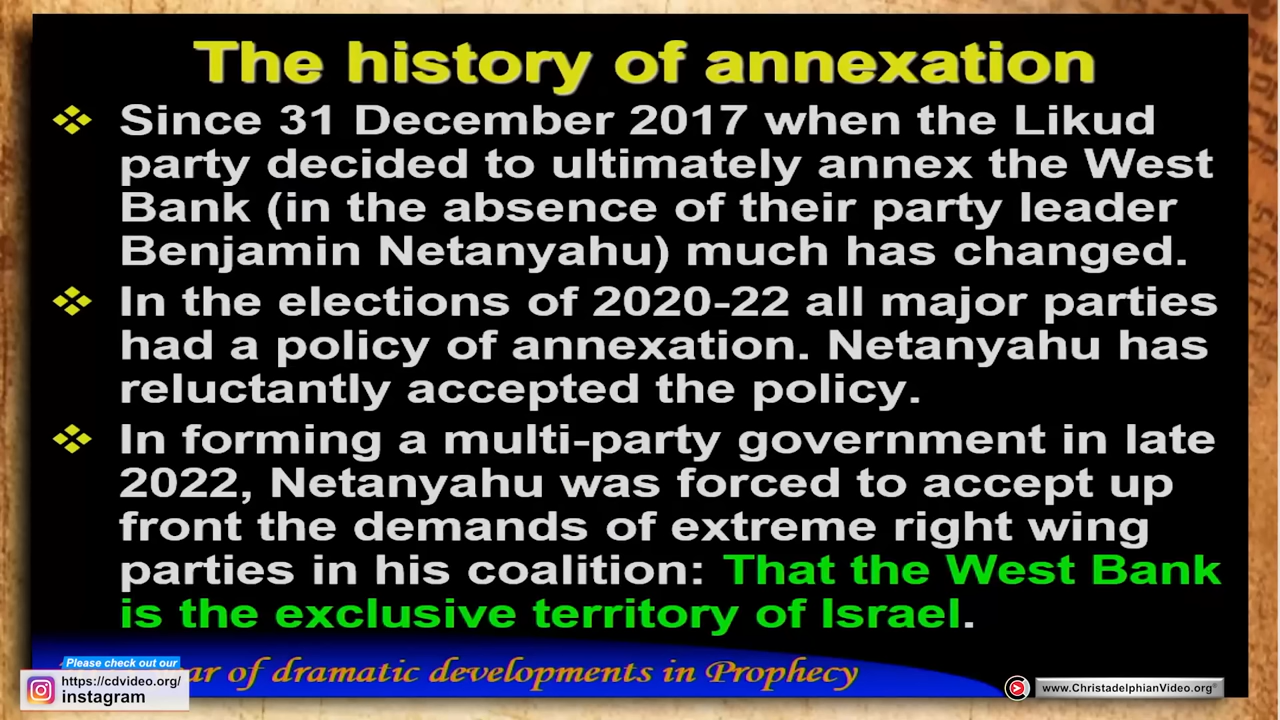 The history of annexation
Since 31 December 2017 when the Likud
party decided to ultimately annex the West
Bank (in the absence of their party leader
Benjamin Netanyahu) much has changed.
In the elections of 2020-22 all major parties
had a policy of annexation. Netanyahu has
reluctantly accepted the policy.
In forming a multi-party government in late
2022, Netanyahu was forced to accept up
front the demands of extreme right wing
parties in his coalition: That the West Bank
is the exclusive territory of Israel.
of dramatic developments in Prophecy
Please check out our
https://cdvideo.org/
instagram
www.ChristadelphianVideo.org